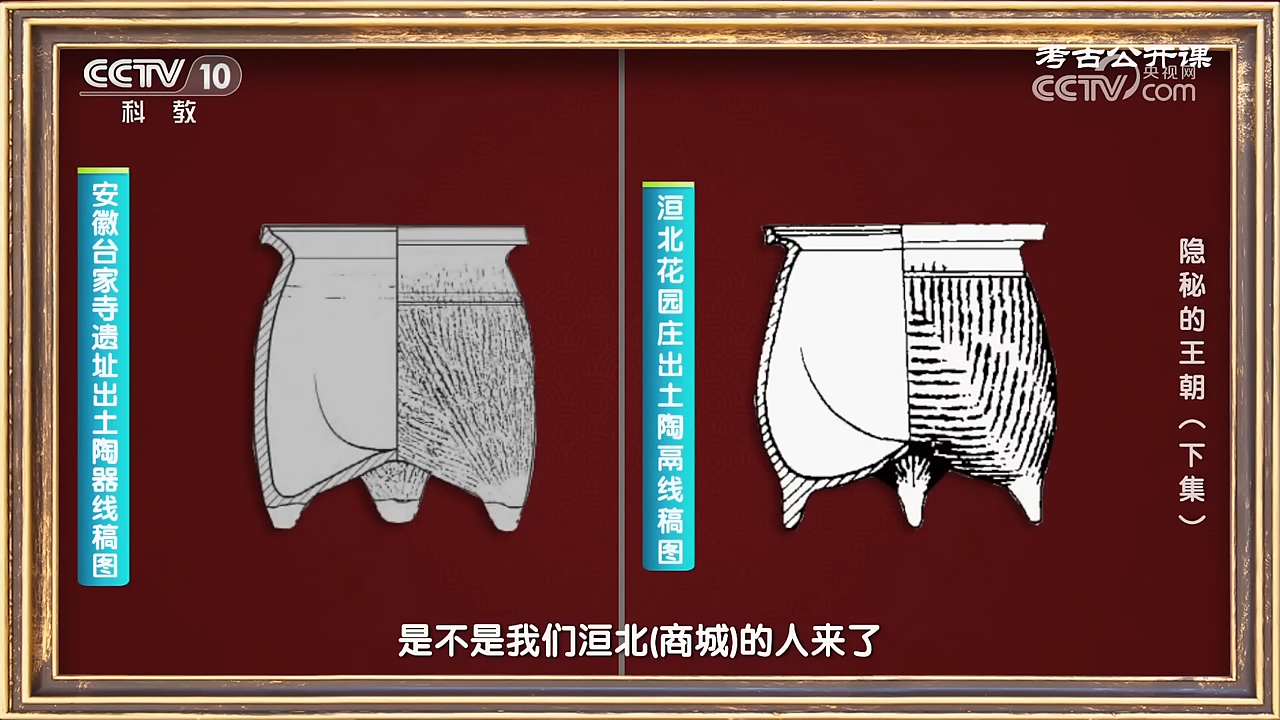 CCTV 10
科教
考古公开课
央视网
CCTV.com
安徽台家寺遗址出土陶器线稿图
洹北花园庄出土陶鬲线稿图
隐秘的王朝（下集）
是不是我们洹北(商城)的人来了